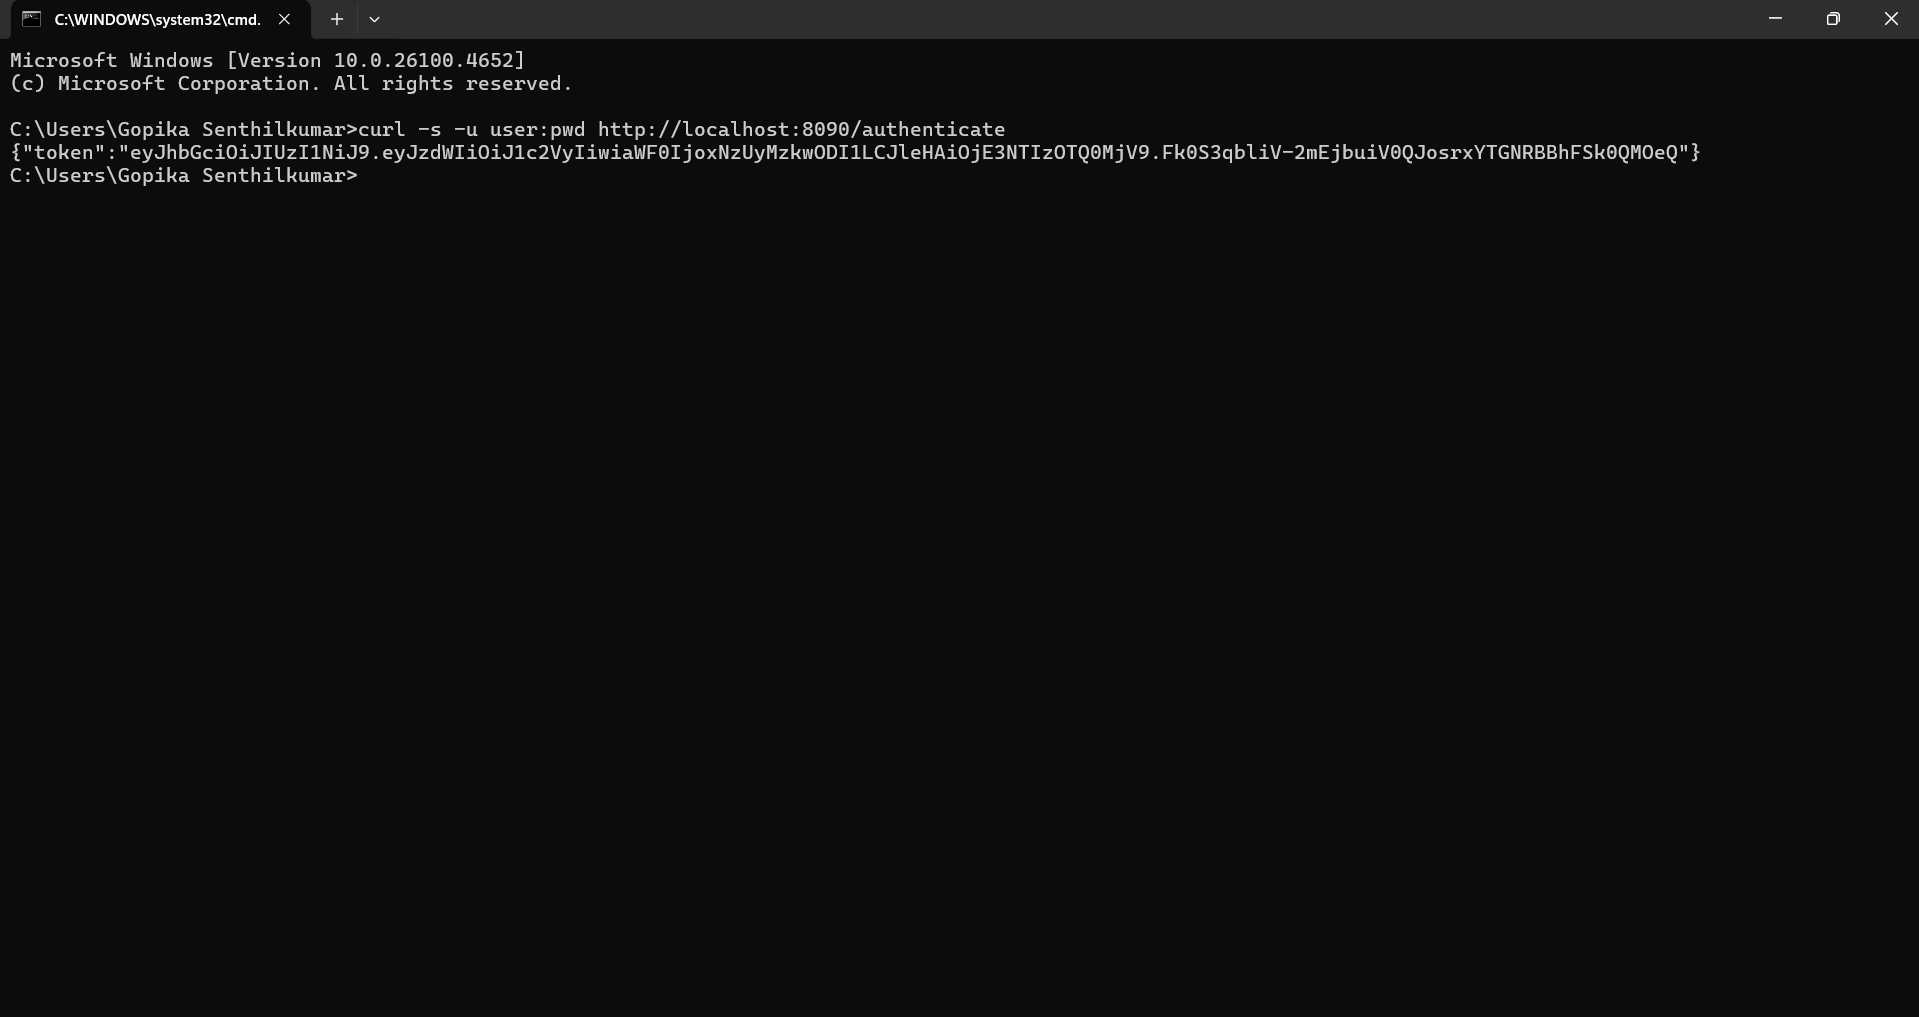 C:\WINDOWS\system32\cmd.
Microsoft Windows [Version 10.0.26100.4652]
(c) Microsoft Corporation. All rights reserved.
C:\Users\Gopika Senthilkumar>curl -s -u user:pwd http://localhost:8090/authenticate
{"token":"eyJhbGciOiJIUzI1NiJ9.eyJzdWIiOiJ1c2VyIiwiaWF0IjoxNzUyMzkwODI1LCJleHAiOjE3NTIzOTQ0MjV9.Fk0S3qbliV-2mEjbuiV0QJosrxYTGNRBBhFSk0QMOeQ"}
C:\Users\Gopika Senthilkumar>